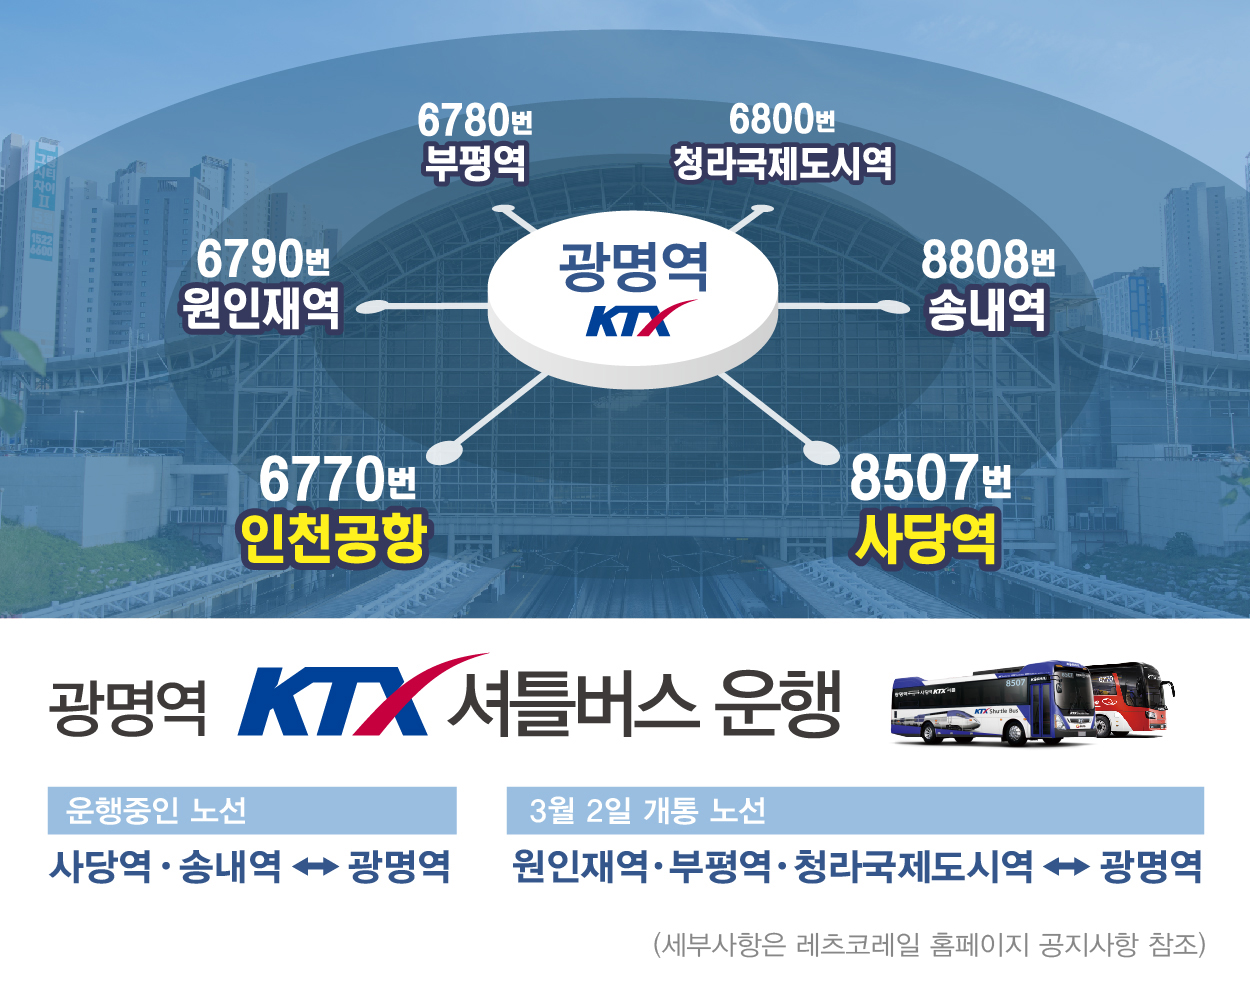 6780번
부평역
6800번
청라국제도시역
6790번
원인재역
광명역
KTX
8808번
송내역
6770번
인천공항
8507번
사당역
광명역 KTX 셔틀버스 운행
8507
KTX Shuttle Bus
6770
운행중인 노선
사당역·송내역 ↔ 광명역
3월 2일 개통 노선
원인재역·부평역·청라국제도시역 ↔ 광명역
(세부사항은 레츠코레일 홈페이지 공지사항 참조)